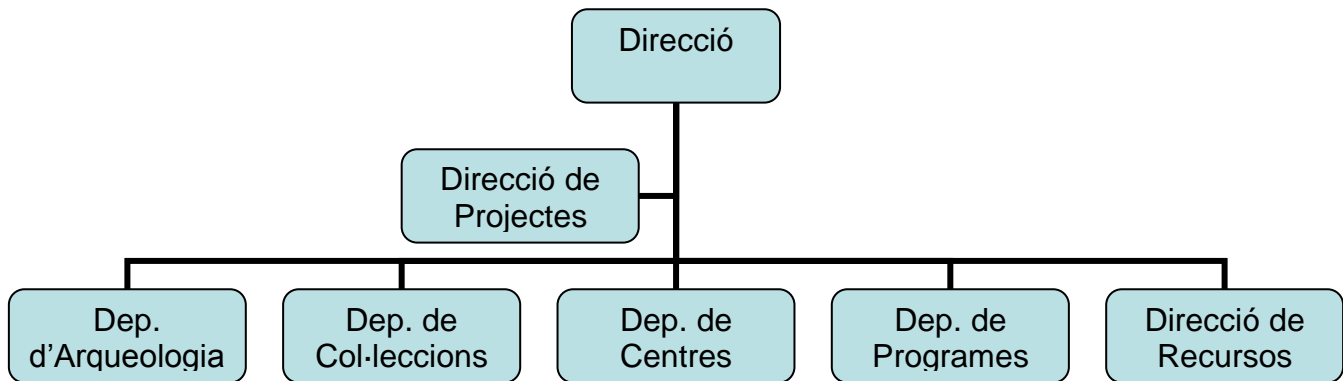 Direcció
Direcció de
Projectes
Dep.
d’Arqueologia
Dep. de
Col·leccions
Dep. de
Centres
Dep. de
Programes
Direcció de
Recursos